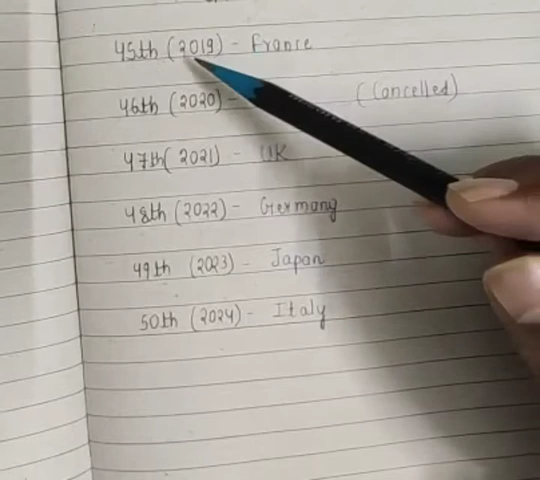 45th (2019) - France
46th (2020) - (Cancelled)
47th( 2021) - UK
48th (2022) - Germany
49th (2023) - Japan
50th (2024) - Italy